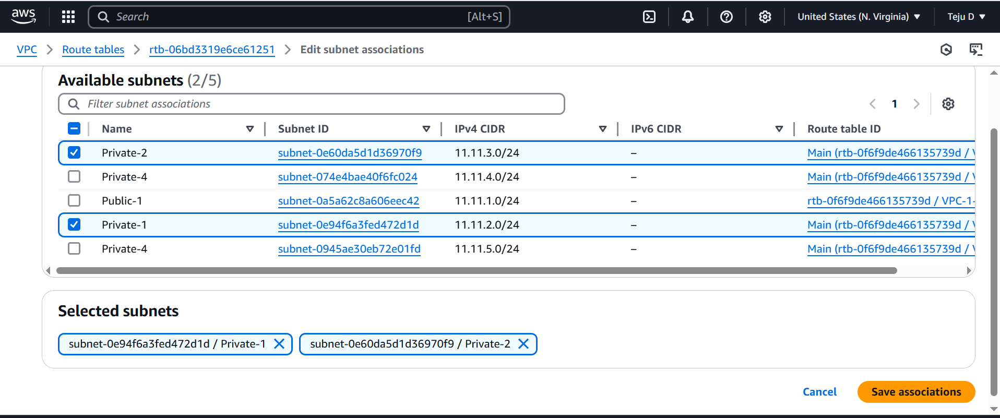 aws Search [Alt+S] United States (N. Virginia) Teju D
VPC Route tables rtb-06bd3319e6ce61251 Edit subnet associations
Available subnets (2/5)
Filter subnet associations 1
Name Subnet ID IPv4 CIDR IPv6 CIDR Route table ID
Private-2 subnet-0e60da5d1d36970f9 11.11.3.0/24 – Main (rtb-0f6f9de466135739d /
Private-4 subnet-074e4bae40f6fc024 11.11.4.0/24 – Main (rtb-0f6f9de466135739d /
Public-1 subnet-0a5a62c8a606eec42 11.11.1.0/24 – rtb-0f6f9de466135739d / VPC-1-
Private-1 subnet-0e94f6a3fed472d1d 11.11.2.0/24 – Main (rtb-0f6f9de466135739d /
Private-4 subnet-0945ae30eb72e01fd 11.11.5.0/24 – Main (rtb-0f6f9de466135739d /
Selected subnets
subnet-0e94f6a3fed472d1d / Private-1 subnet-0e60da5d1d36970f9 / Private-2
Cancel Save associations